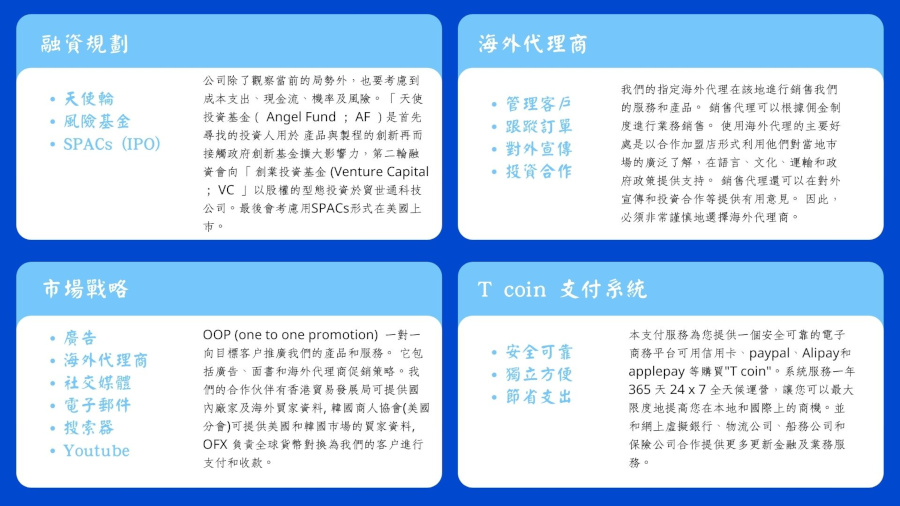 融資規劃
• 天使輪
• 風險基金
• SPACs (IPO)
公司除了觀察當前的局勢外，也要考慮到
成本支出、現金流、機率及風險。「 天使
投資基金 ( Angel Fund ； AF ) 是首先
尋找的投資人用於 產品與製程的創新再而
接觸政府創新基金擴大影響力，第二輪融
資會向「 創業投資基金 (Venture Capital
； VC 」以股權的型態投資於貿世通科技
公司。最後會考慮用SPACs形式在美國上
市。
海外代理商
• 管理客戶
• 跟蹤訂單
• 對外宣傳
• 投資合作
我們的指定海外代理在該地進行銷售我們
的服務和產品。 銷售代理可以根據佣金制
度進行業務銷售。 使用海外代理的主要好
處是以合作加盟店形式利用他們對當地市
場的廣泛了解，在語言、文化、運輸和政
府政策提供支持。 銷售代理還可以在對外
宣傳和投資合作等提供有用意見。 因此，
必須非常謹慎地選擇海外代理商。
市場戰略
• 廣告
• 海外代理商
• 社交媒體
• 電子郵件
• 搜索器
• Youtube
OOP (one to one promotion) 一對一
向目標客户推廣我們的產品和服務。 它包
括廣告、面書和海外代理商促銷策略。我
們的合作伙伴有香港貿易發展局可提供國
內廠家及海外買家資料, 韓國商人協會(美國
分會)可提供美國和韓國市場的買家資料,
OFX 負責全球貨幣對換為我們的客户進行
支付和收款。
T coin 支付系統
• 安全可靠
• 獨立方便
• 節省支出
本支付服務為您提供一個安全可靠的電子
商務平台可用信用卡、paypal、Alipay和
applepay 等購買"T coin"。系統服務一年
365 天 24 x 7 全天候運營，讓您可以最大
限度地提高您在本地和國際上的商機。並
和網上虛擬銀行、物流公司、船務公司和
保險公司合作提供更多更新金融及業務服
務。